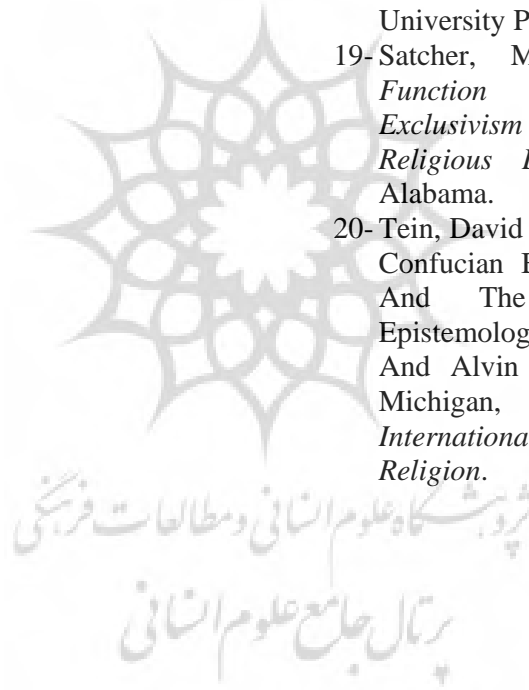 University P
19- Satcher, M
Function
Exclusivism
Religious
Alabama.
20- Tein, David
Confucian
And The
Epistemolog
And Alvin
Michigan,
Internationa
Religion.
پژوهشگاه علوم انسانی و مطالعات فرهنگی
پرتال جامع علوم انسانی